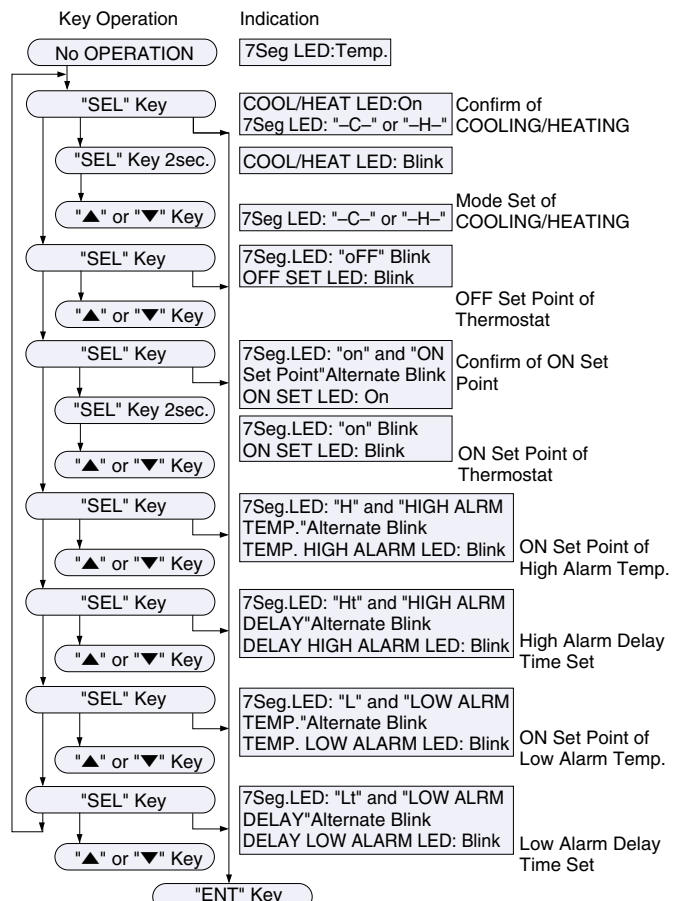 Key Operation Indication
No OPERATION 7Seg LED:Temp.
"SEL" Key COOL/HEAT LED:On Confirm of
7Seg LED: "–C–" or "–H–" COOLING/HEATING
"SEL" Key 2sec. COOL/HEAT LED: Blink
"▲" or "▼" Key 7Seg LED: "–C–" or "–H–" Mode Set of
COOLING/HEATING
"SEL" Key 7Seg.LED: "oFF" Blink
OFF SET LED: Blink
"▲" or "▼" Key OFF Set Point of
Thermostat
"SEL" Key 7Seg.LED: "on" and "ON
Set Point"Alternate Blink
ON SET LED: On
Confirm of ON Set
Point
"SEL" Key 2sec. 7Seg.LED: "on" Blink
ON SET LED: Blink
"▲" or "▼" Key ON Set Point of
Thermostat
"SEL" Key 7Seg.LED: "H" and "HIGH ALRM
TEMP."Alternate Blink
TEMP. HIGH ALARM LED: Blink
"▲" or "▼" Key ON Set Point of
High Alarm Temp.
"SEL" Key 7Seg.LED: "Ht" and "HIGH ALRM
DELAY"Alternate Blink
DELAY HIGH ALARM LED: Blink
"▲" or "▼" Key High Alarm Delay
Time Set
"SEL" Key 7Seg.LED: "L" and "LOW ALRM
TEMP."Alternate Blink
TEMP. LOW ALARM LED: Blink
"▲" or "▼" Key ON Set Point of
Low Alarm Temp.
"SEL" Key 7Seg.LED: "Lt" and "LOW ALRM
DELAY"Alternate Blink
DELAY LOW ALARM LED: Blink
"▲" or "▼" Key Low Alarm Delay
Time Set
"ENT" Key